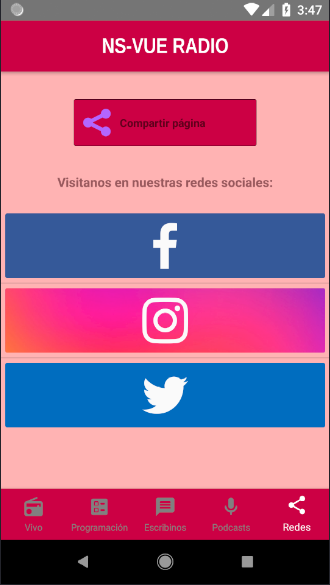 3:47
NS-VUE RADIO
Compartir página
Visitanos en nuestras redes sociales:
Vivo Programación Escribinos Podcasts Redes